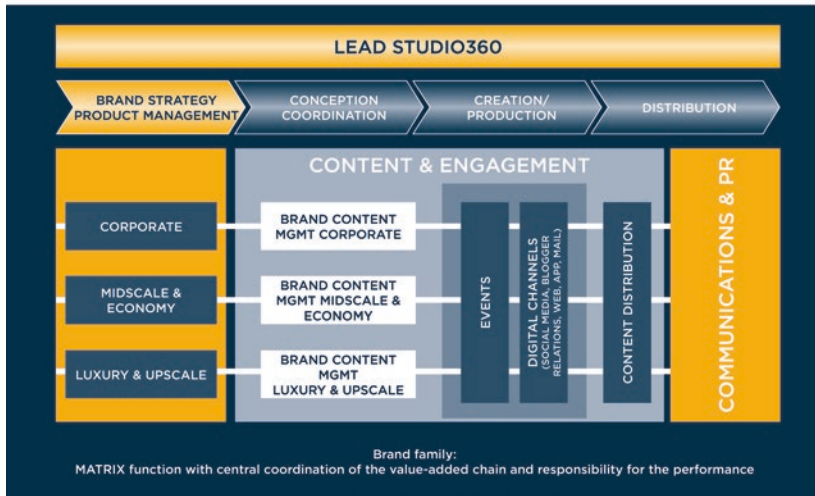 LEAD STUDIO360
BRAND STRATEGY
PRODUCT MANAGEMENT
CONCEPTION
COORDINATION
CREATION/
PRODUCTION
DISTRIBUTION
CONTENT & ENGAGEMENT
CORPORATE
MIDSCALE &
ECONOMY
LUXURY & UPSCALE
BRAND CONTENT
MGMT CORPORATE
BRAND CONTENT
MGMT MIDSCALE &
ECONOMY
BRAND CONTENT
MGMT
LUXURY & UPSCALE
EVENTS
DIGITAL CHANNELS
(SOCIAL MEDIA, BLOGGER
RELATIONS, WEB, APP, MAIL)
CONTENT DISTRIBUTION
COMMUNICATIONS & PR
Brand family:
MATRIX function with central coordination of the value-added chain and responsibility for the performance